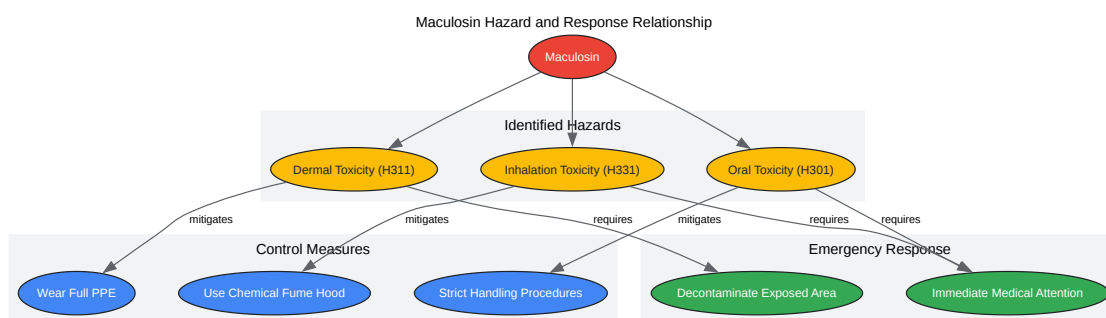 Maculosin Hazard and Response Relationship
Maculosin
Identified Hazards
Dermal Toxicity (H311)
Inhalation Toxicity (H331)
Oral Toxicity (H301)
mitigates
mitigates
requires
mitigates
requires
requires
Control Measures
Emergency Response
Wear Full PPE
Use Chemical Fume Hood
Strict Handling Procedures
Decontaminate Exposed Area
Immediate Medical Attention